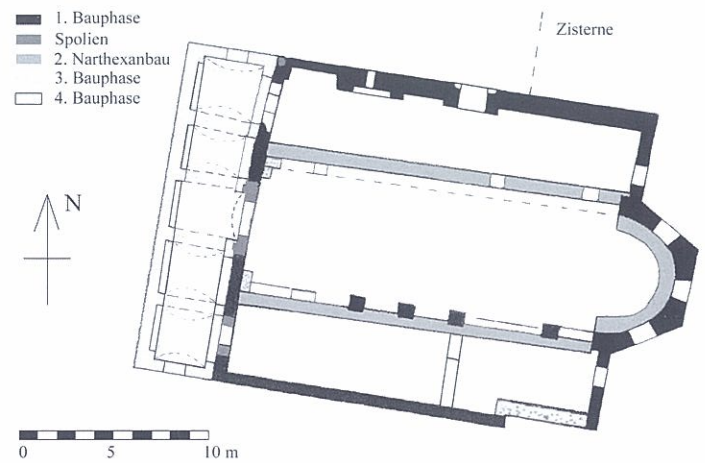 1. Bauphase
Spolien
2. Narthexanbau
3. Bauphase
4. Bauphase
Zisterne
N
0 5 10 m